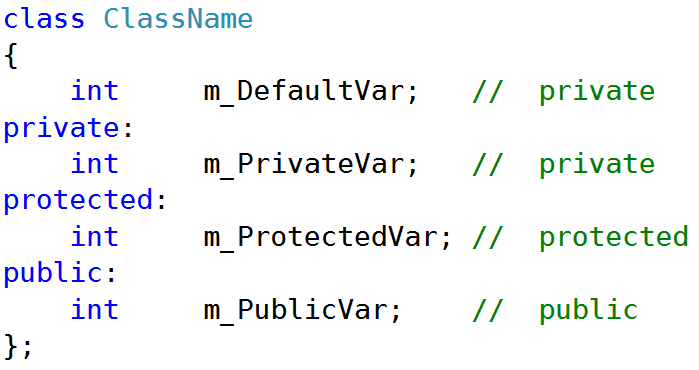 class ClassName
{
    int     m_DefaultVar;   //  private
private:
    int     m_PrivateVar;   //  private
protected:
    int     m_ProtectedVar; //  protected
public:
    int     m_PublicVar;    //  public
};